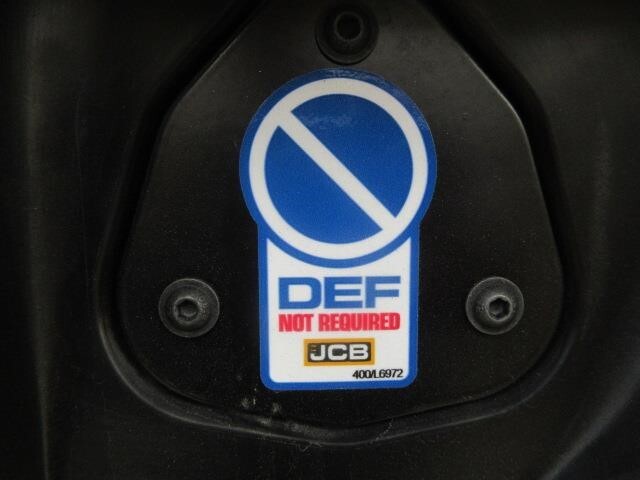 DEF
NOT REQUIRED
JCB
400/L6972